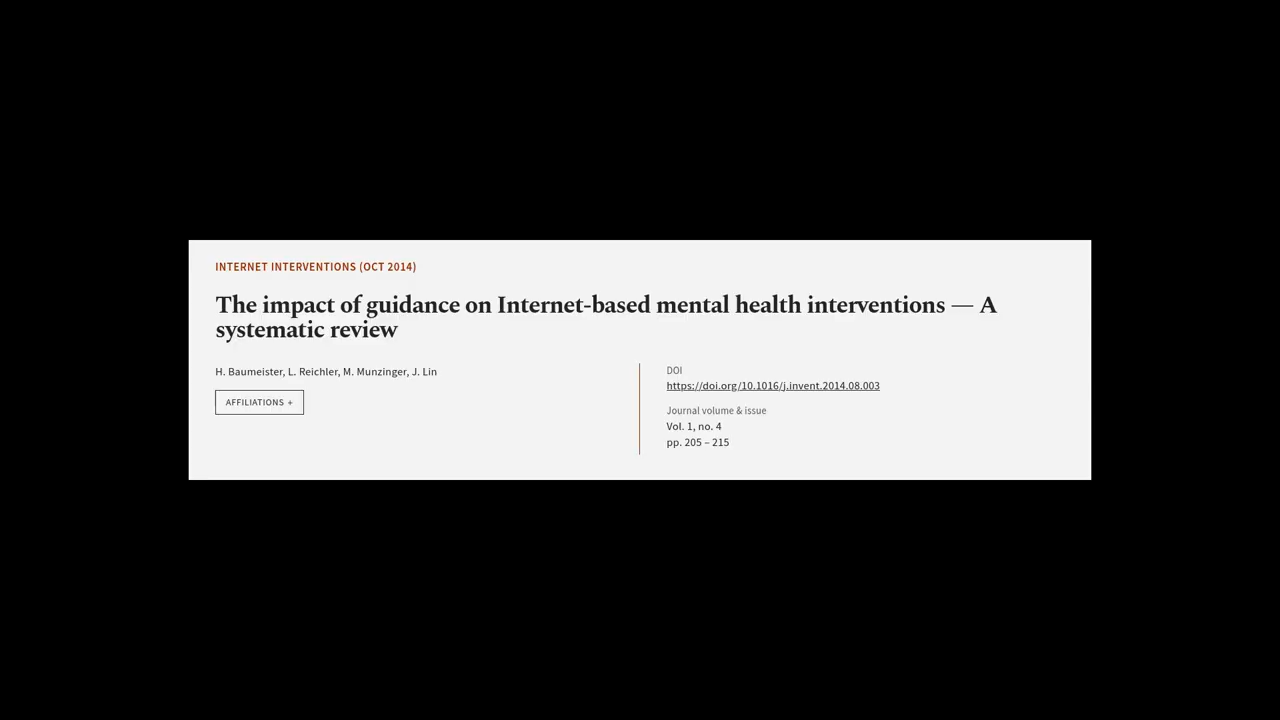 INTERNET INTERVENTIONS (OCT 2014)
The impact of guidance on Internet-based mental health interventions — A
systematic review
H. Baumeister, L. Reichler, M. Munzinger, J. Lin
AFFILIATIONS +
DOI
https://doi.org/10.1016/j.invent.2014.08.003
Journal volume & issue
Vol. 1, no. 4
pp. 205 – 215